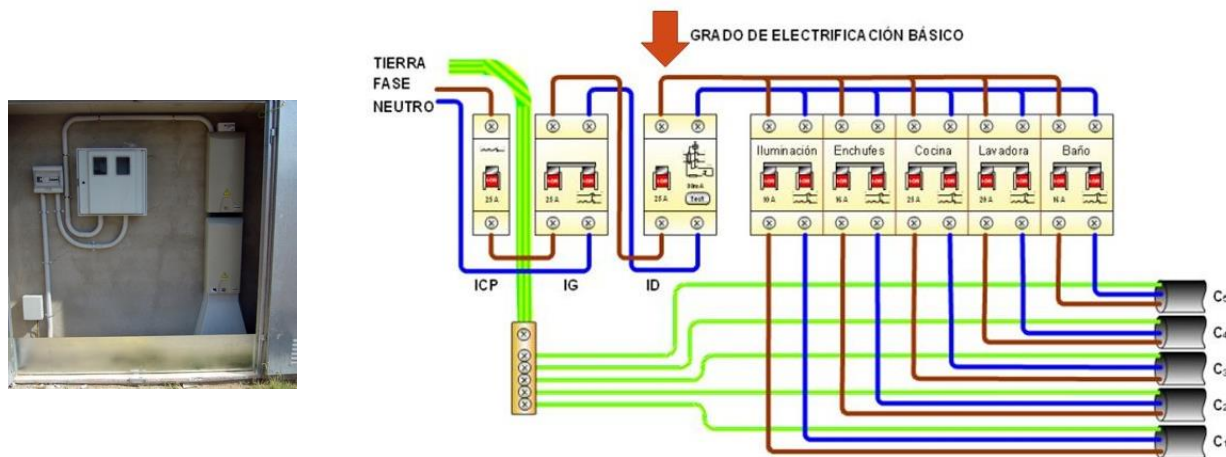 GRADO DE ELECTRIFICACIÓN BÁSICO
TIERRA
FASE
NEUTRO
Iluminación Enchufes Cocina Lavadora Baño
25 A 25 A 25 A 30mA Test 10 A 16 A 25 A 20 A 16 A
ICP IG ID
C5
C4
C3
C2
C1